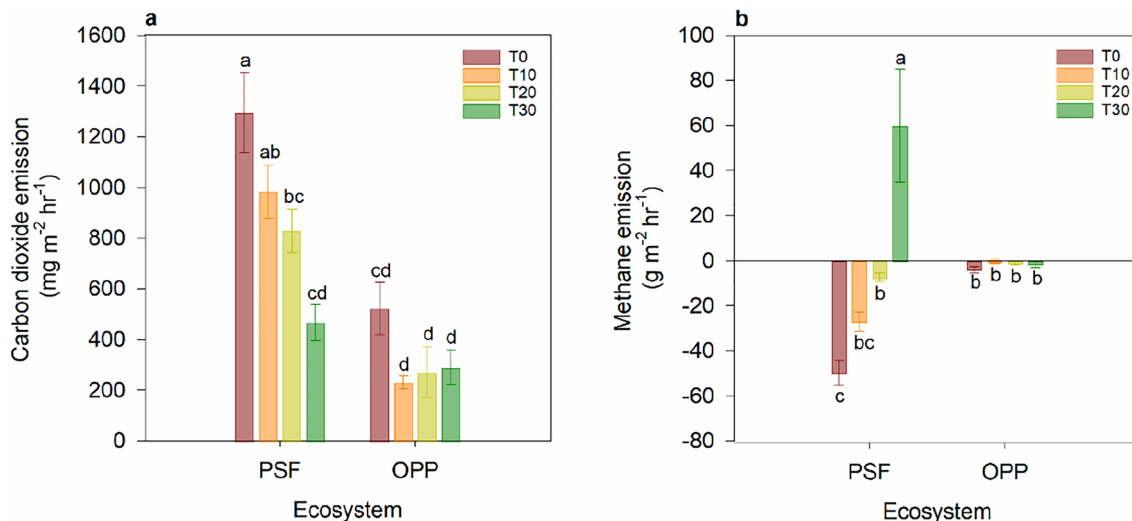 a
Carbon dioxide emission
(mg m⁻² hr⁻¹)
1600
1400
1200
1000
800
600
400
200
0
T0
T10
T20
T30
a
ab
bc
cd
cd
d
d
d
PSF
OPP
Ecosystem
b
Methane emission
(g m⁻² hr⁻¹)
100
80
60
40
20
0
-20
-40
-60
-80
T0
T10
T20
T30
a
c
bc
b
b
b
b
b
PSF
OPP
Ecosystem